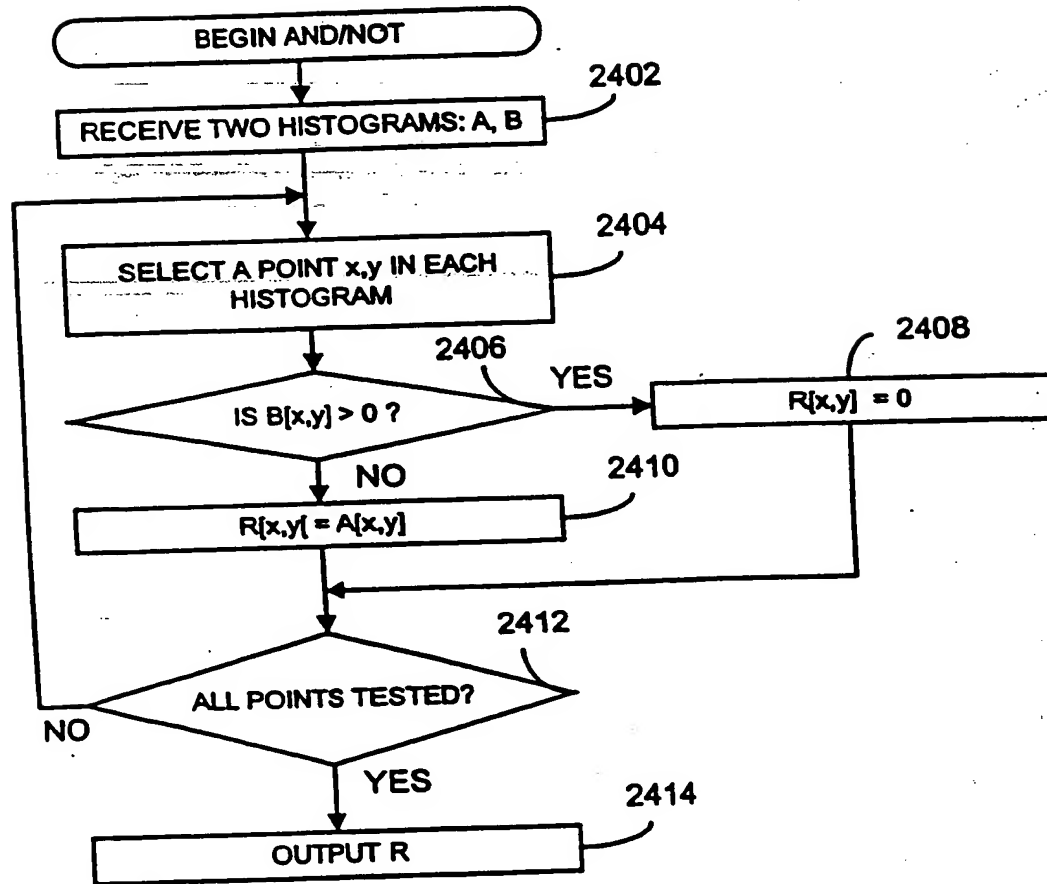 BEGIN AND/NOT
2402
RECEIVE TWO HISTOGRAMS: A, B
2404
SELECT A POINT x,y IN EACH
HISTOGRAM
2406
IS B[x,y] > 0 ?
YES
2408
R[x,y] = 0
NO
2410
R[x,y[ = A[x,y]
2412
ALL POINTS TESTED?
NO
YES
2414
OUTPUT R